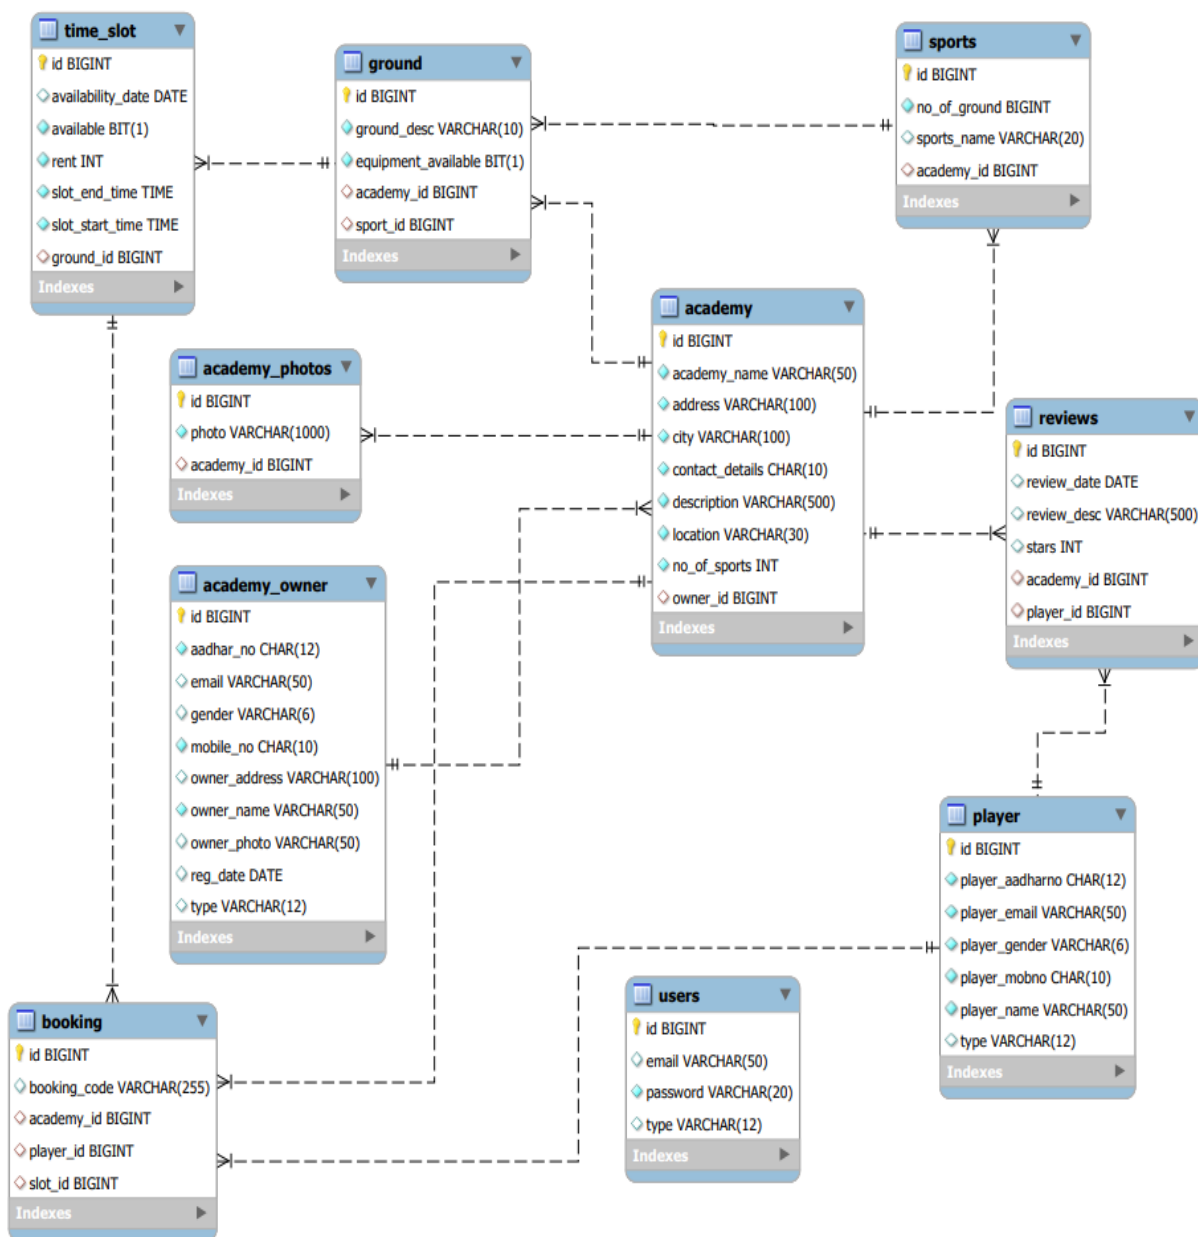 time_slot
id BIGINT
availability_date DATE
available BIT(1)
rent INT
slot_end_time TIME
slot_start_time TIME
ground_id BIGINT
Indexes
ground
id BIGINT
ground_desc VARCHAR(10)
equipment_available BIT(1)
academy_id BIGINT
sport_id BIGINT
Indexes
sports
id BIGINT
no_of_ground BIGINT
sports_name VARCHAR(20)
academy_id BIGINT
Indexes
academy
id BIGINT
academy_name VARCHAR(50)
address VARCHAR(100)
city VARCHAR(100)
contact_details CHAR(10)
description VARCHAR(500)
location VARCHAR(30)
no_of_sports INT
owner_id BIGINT
Indexes
academy_photos
id BIGINT
photo VARCHAR(1000)
academy_id BIGINT
Indexes
reviews
id BIGINT
review_date DATE
review_desc VARCHAR(500)
stars INT
academy_id BIGINT
player_id BIGINT
Indexes
academy_owner
id BIGINT
aadhar_no CHAR(12)
email VARCHAR(50)
gender VARCHAR(6)
mobile_no CHAR(10)
owner_address VARCHAR(100)
owner_name VARCHAR(50)
owner_photo VARCHAR(50)
reg_date DATE
type VARCHAR(12)
Indexes
player
id BIGINT
player_aadharno CHAR(12)
player_email VARCHAR(50)
player_gender VARCHAR(6)
player_mobno CHAR(10)
player_name VARCHAR(50)
type VARCHAR(12)
Indexes
users
id BIGINT
email VARCHAR(50)
password VARCHAR(20)
type VARCHAR(12)
Indexes
booking
id BIGINT
booking_code VARCHAR(255)
academy_id BIGINT
player_id BIGINT
slot_id BIGINT
Indexes